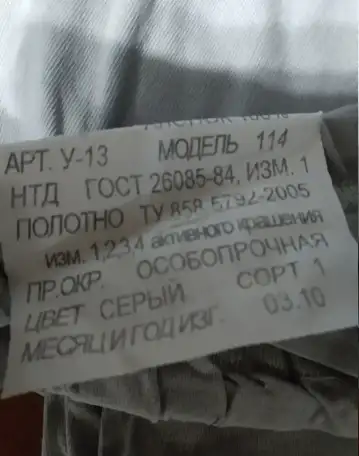 АРТ. У-13 МОДЕЛЬ 114
НТД ГОСТ 26085-84, ИЗМ. 1
ПОЛОТНО ТУ 858-5792-2005
изм. 1,2,3,4 активного крашения
ПР.ОКР. ОСОБОПРОЧНАЯ
ЦВЕТ СЕРЫЙ СОРТ 1
МЕСЯЦ И ГОД ИЗГ. 03.10